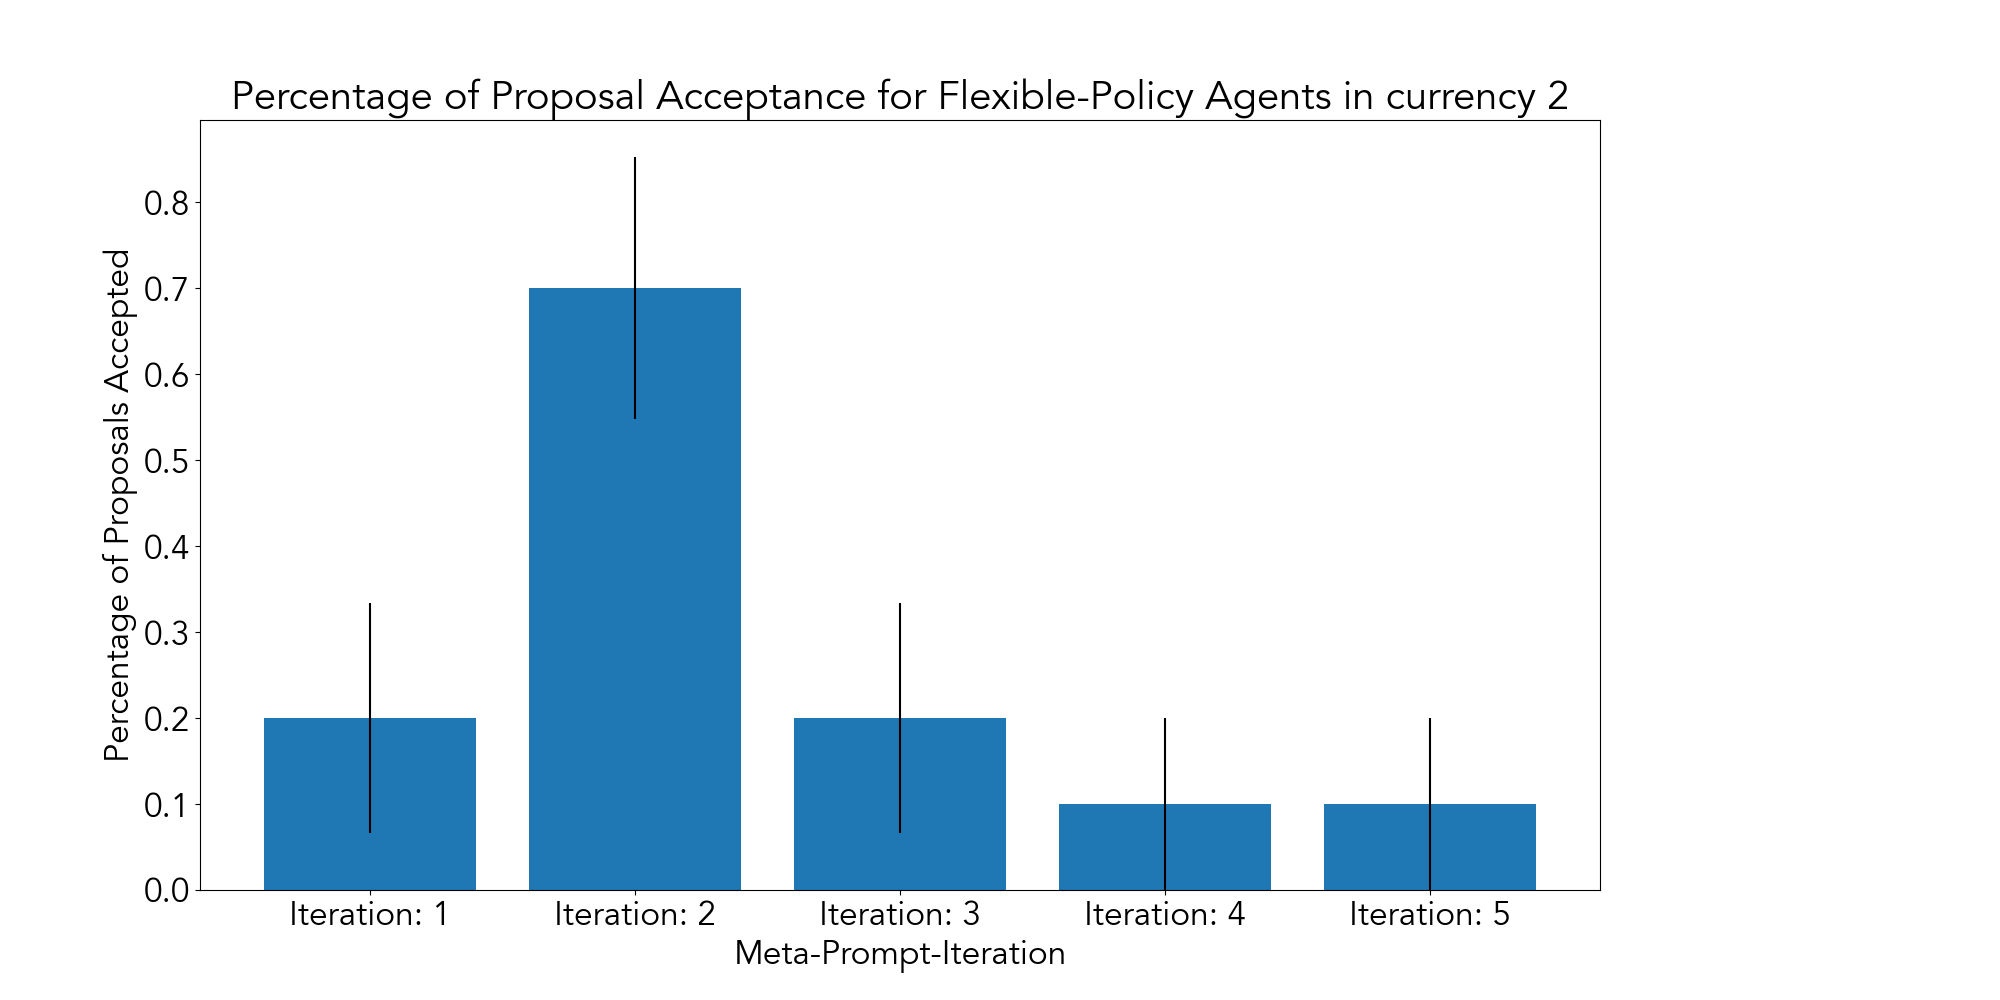 Percentage of Proposal Acceptance for Flexible-Policy Agents in currency 2
Percentage of Proposals Accepted
0.8
0.7
0.6
0.5
0.4
0.3
0.2
0.1
0.0
Iteration: 1
Iteration: 2
Iteration: 3
Iteration: 4
Iteration: 5
Meta-Prompt-Iteration